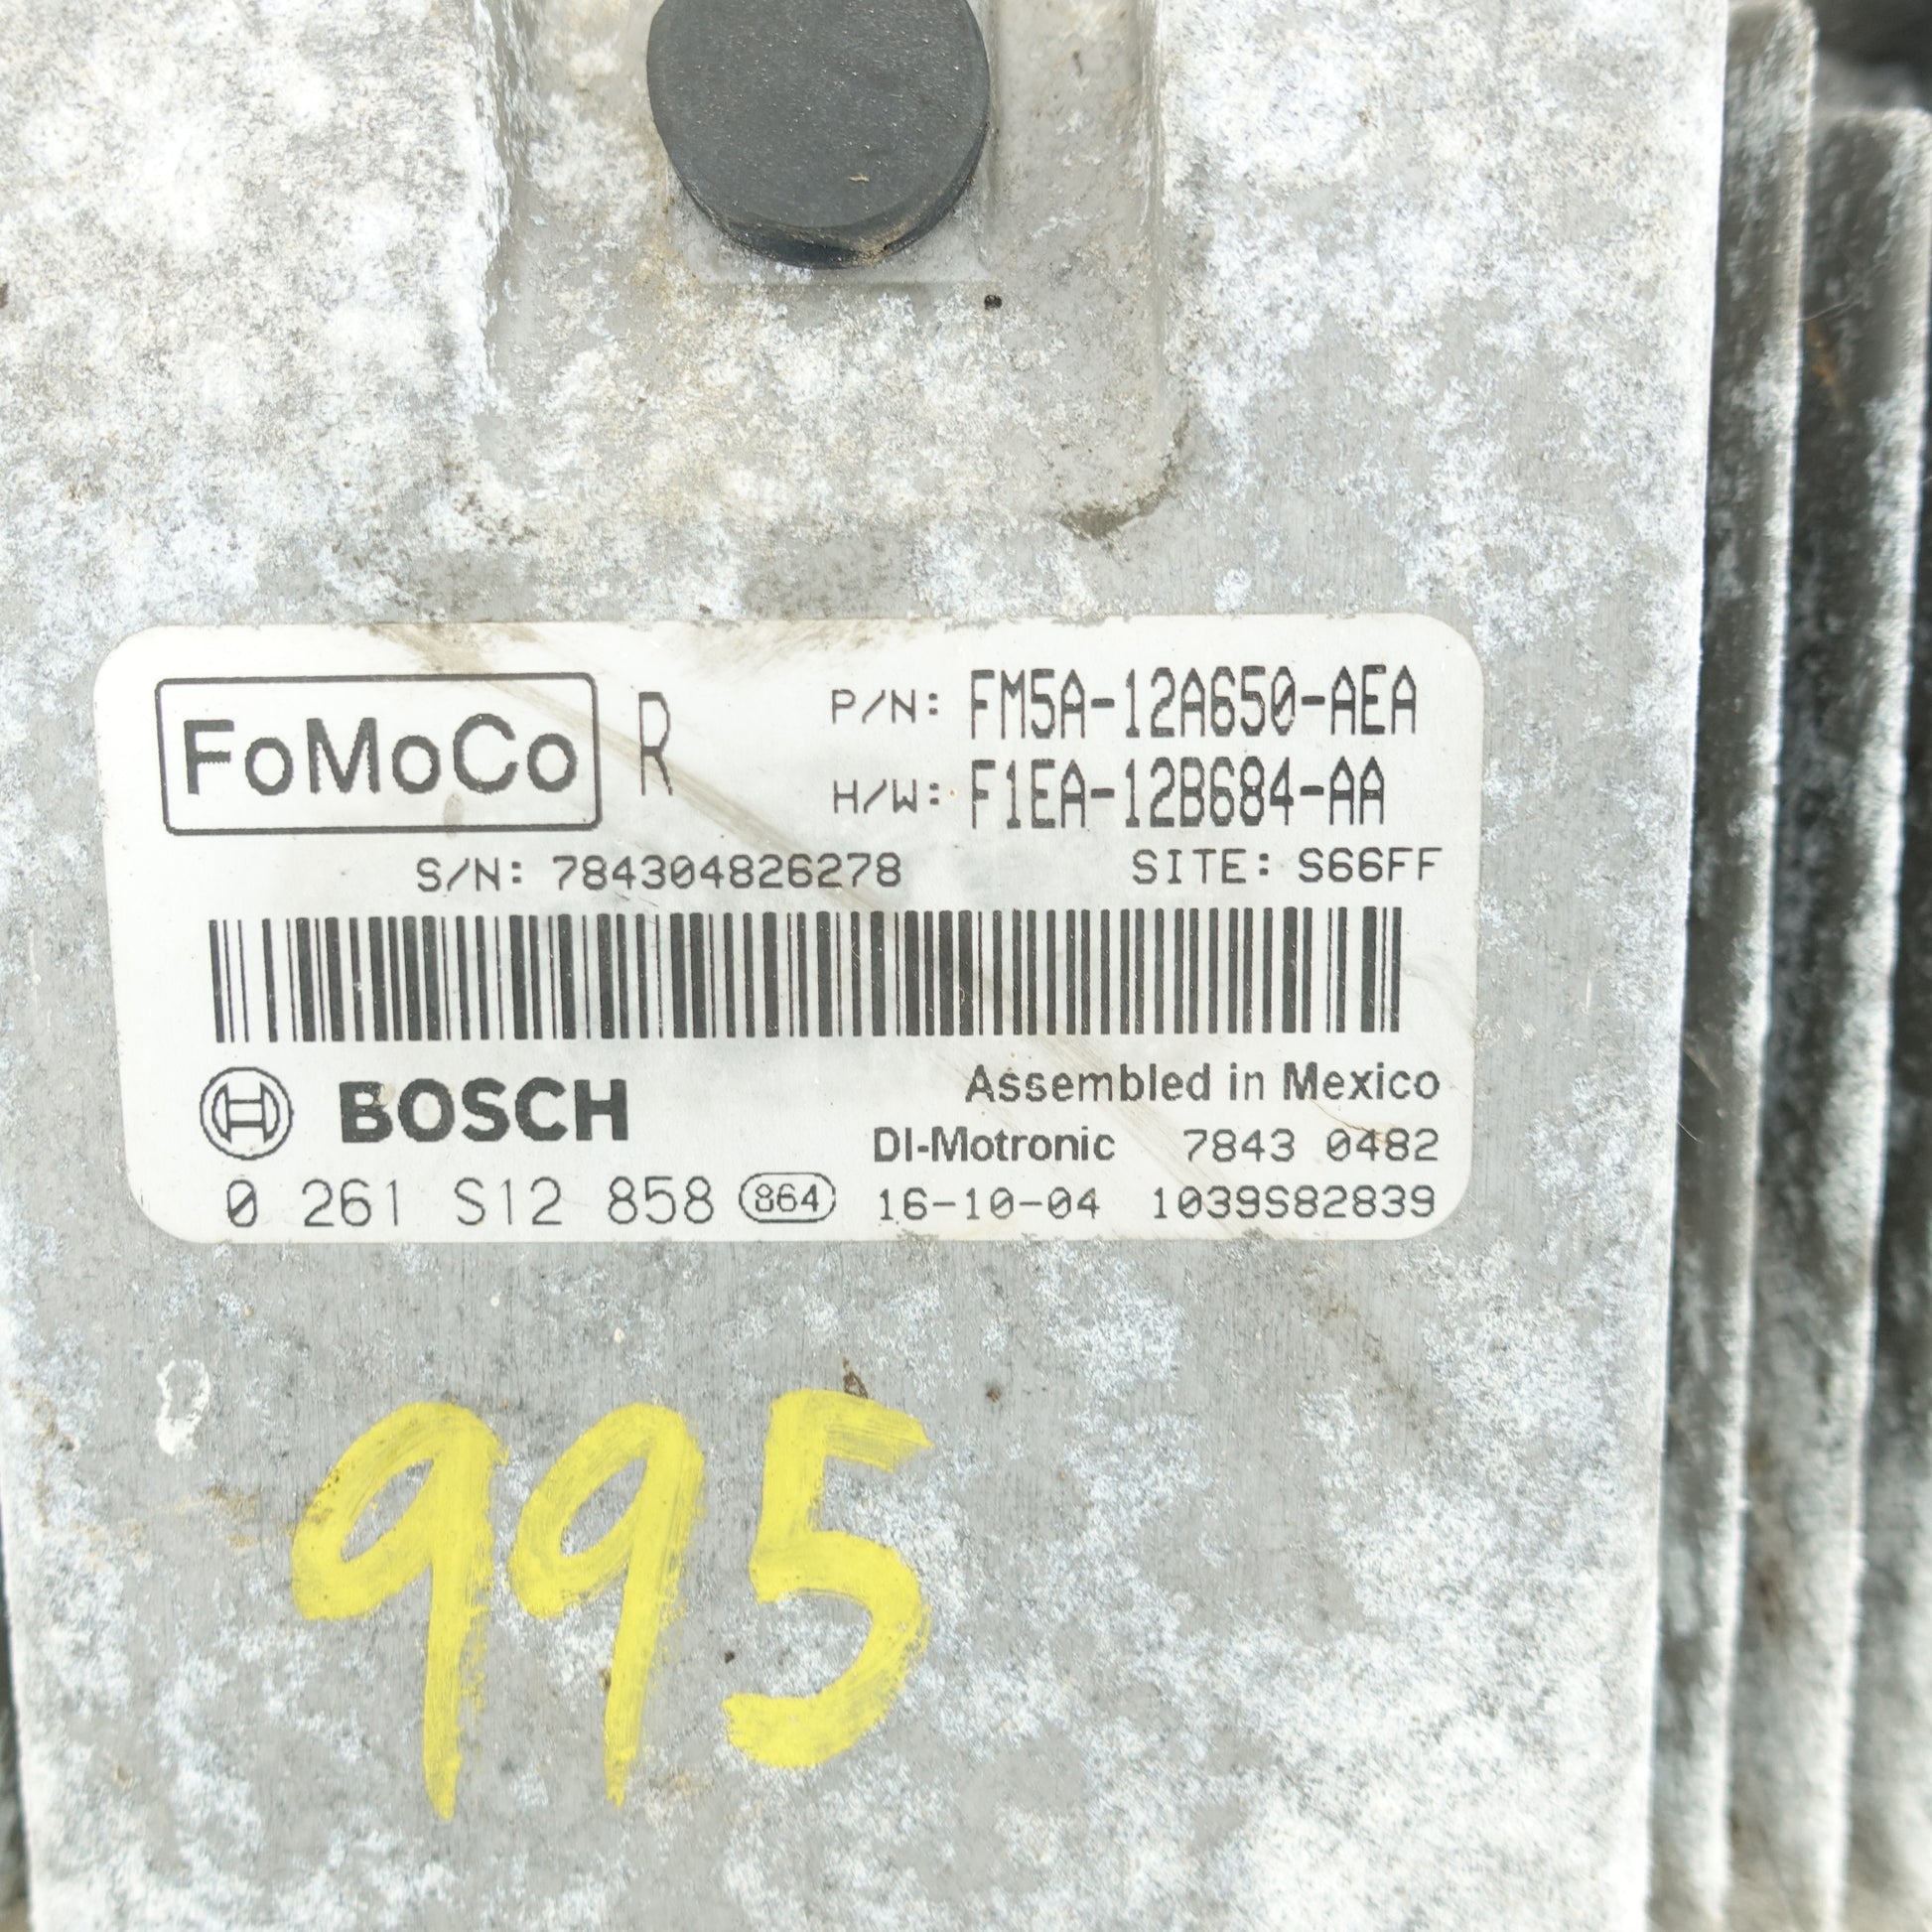 FoMoCo R P/N: FM5A-12A650-AEA
H/W: F1EA-12B684-AA
S/N: 784304826278 SITE: S66FF
BOSCH Assembled in Mexico
DI-Motronic 7843 0482
0 261 S12 858 864 16-10-04 1039S82839
995